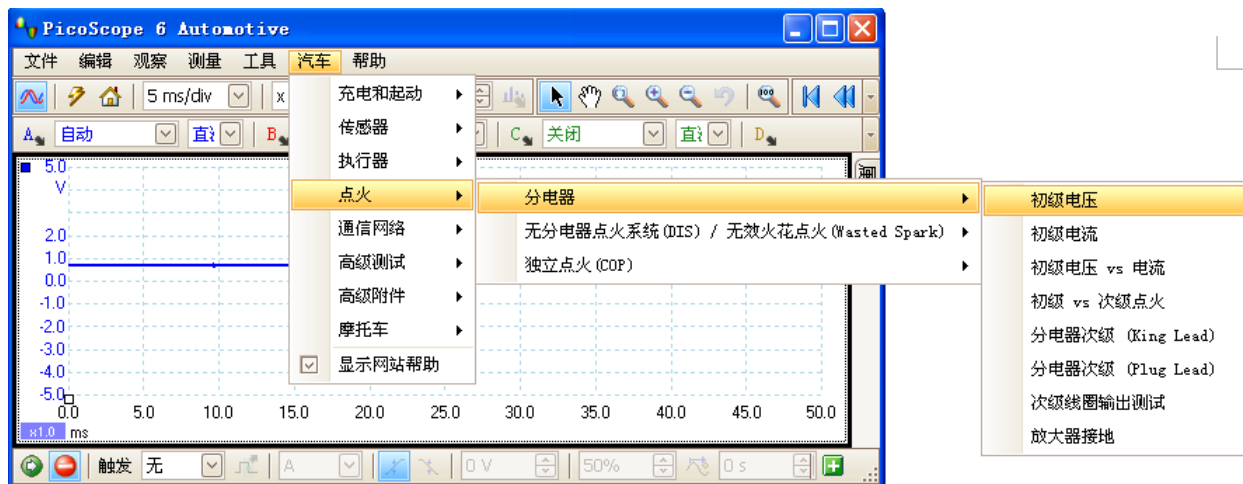 PicoScope 6 Automotive
文件 编辑 观察 测量 工具 汽车 帮助
5 ms/div x
A 自动 直 B C 关闭 直 D
充电和起动
传感器
执行器
点火
通信网络
高级测试
高级附件
摩托车
显示网站帮助
分电器
无分电器点火系统(DIS) / 无效火花点火(Wasted Spark)
独立点火(COP)
初级电压
初级电流
初级电压 vs 电流
初级 vs 次级点火
分电器次级 (King Lead)
分电器次级 (Plug Lead)
次级线圈输出测试
放大器接地
5.0
V
2.0
1.0
0.0
-1.0
-2.0
-3.0
-4.0
-5.0
0.0 5.0 10.0 15.0 20.0 25.0 30.0 35.0 40.0 45.0 50.0
x1.0 ms
触发 无 A 0 V 50% 0 s